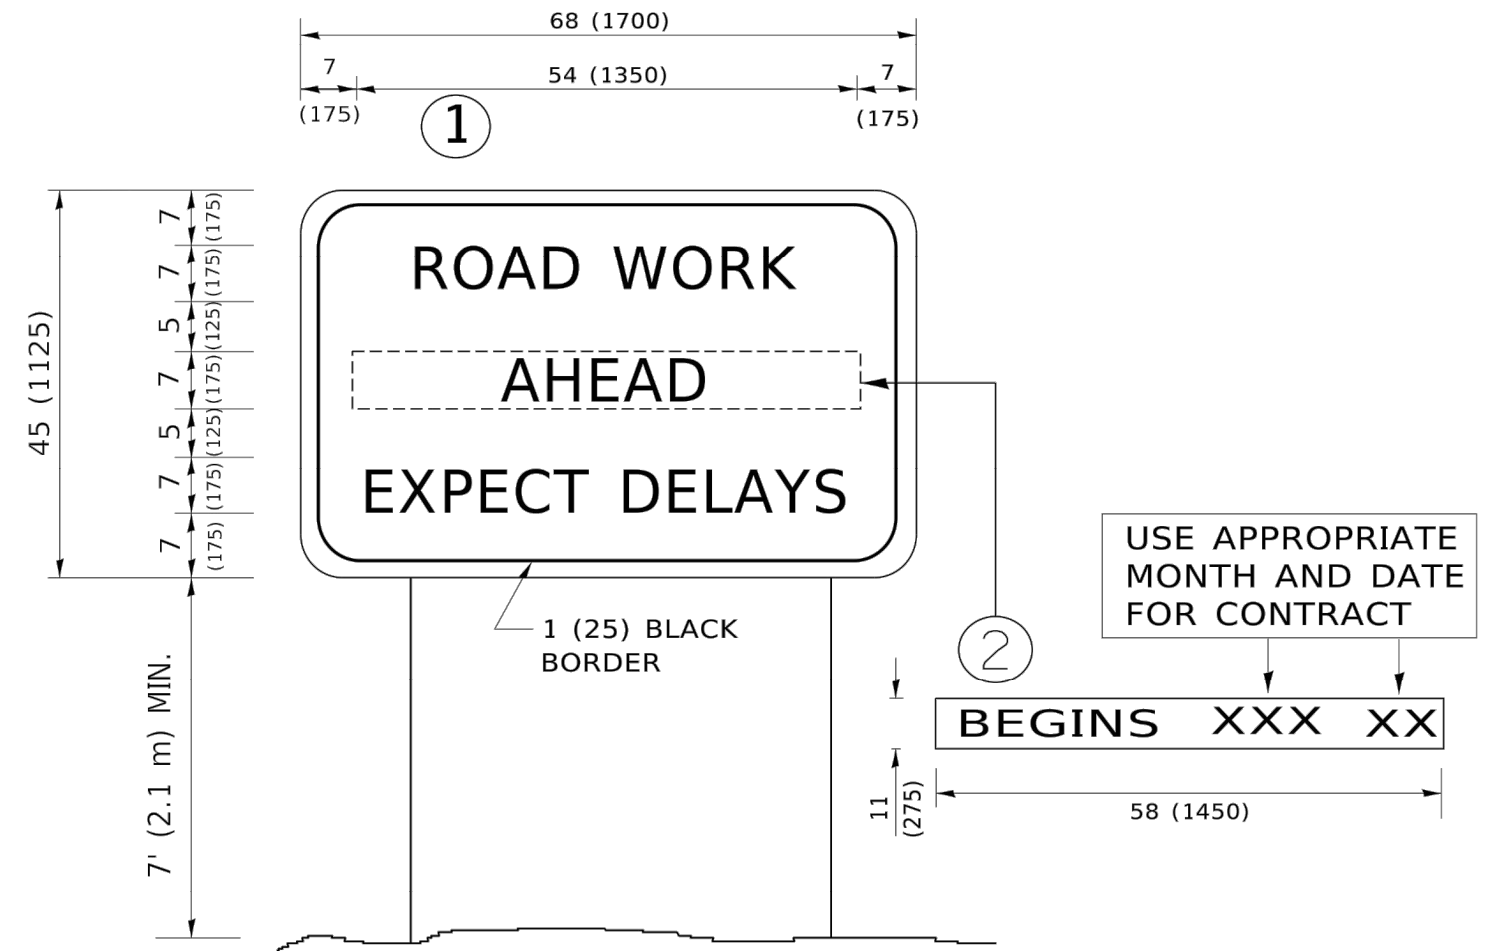 68 (1700)
7
54 (1350)
7
(175)
(175)
1
7
(175)
7
(175)
5
(125)
7
(175)
5
(125)
7
(175)
7
(175)
45 (1125)
ROAD WORK
AHEAD
EXPECT DELAYS
1 (25) BLACK
BORDER
7' (2.1 m) MIN.
USE APPROPRIATE
MONTH AND DATE
FOR CONTRACT
2
BEGINS XXX XX
11
(275)
58 (1450)